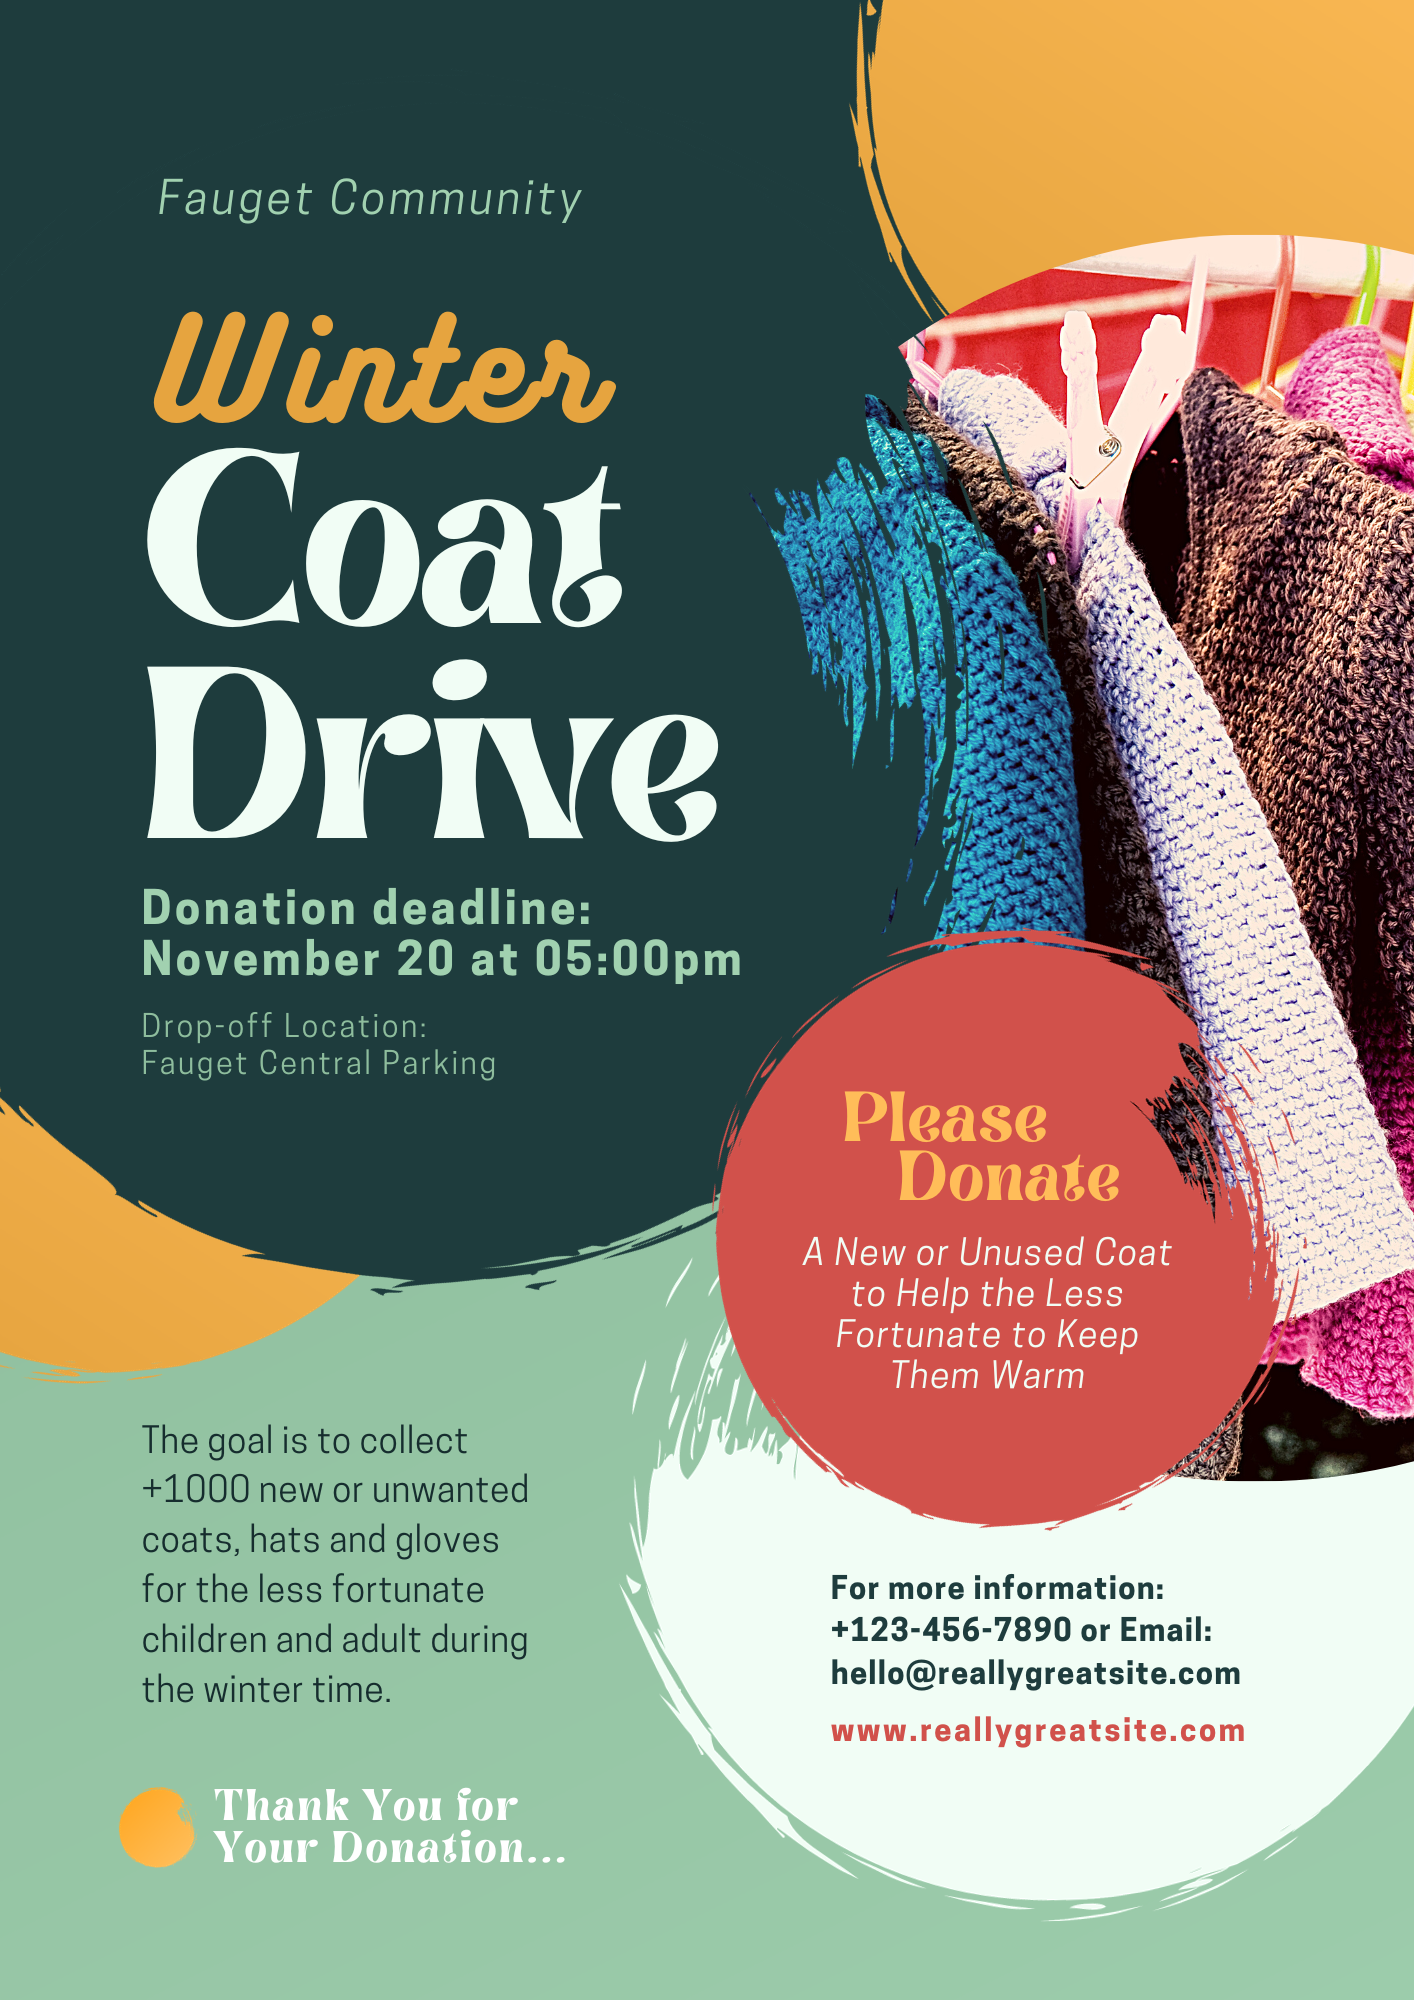 Fauget Community
Winter
Coat
Drive
Donation deadline:
November 20 at 05:00pm
Drop-off Location:
Fauget Central Parking
Please
Donate
A New or Unused Coat
to Help the Less
Fortunate to Keep
Them Warm
The goal is to collect
+1000 new or unwanted
coats, hats and gloves
for the less fortunate
children and adult during
the winter time.
For more information:
+123-456-7890 or Email:
hello@reallygreatsite.com
www.reallygreatsite.com
Thank You for
Your Donation...